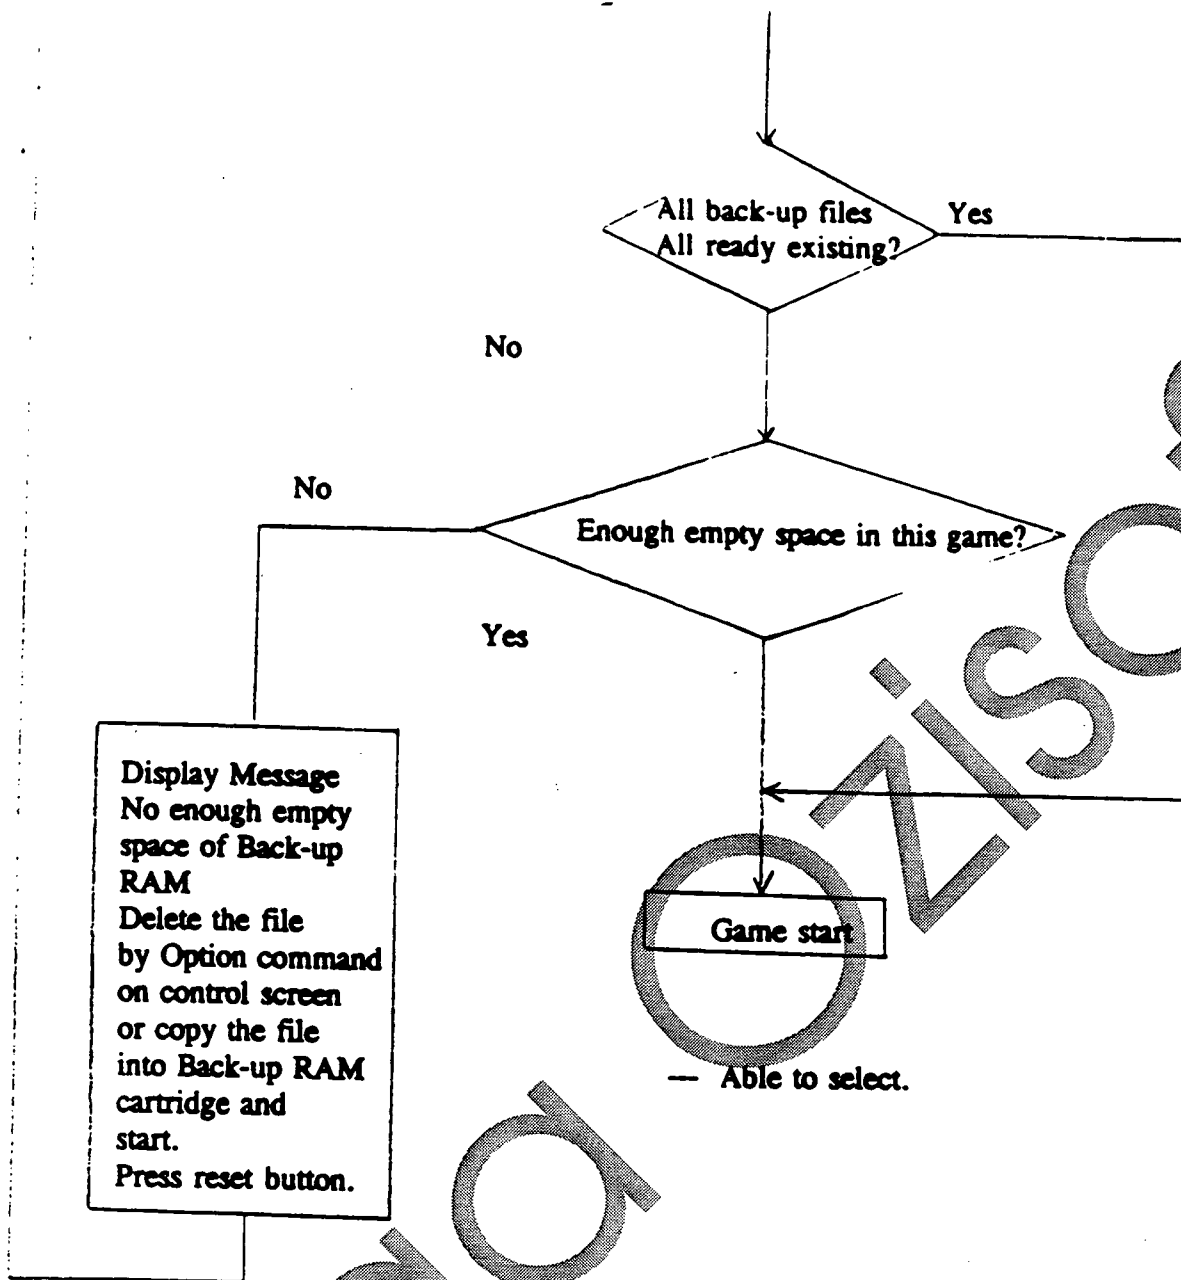 All back-up files
All ready existing?
Yes
No
No
Enough empty space in this game?
Yes
Display Message
No enough empty
space of Back-up
RAM
Delete the file
by Option command
on control screen
or copy the file
into Back-up RAM
cartridge and
start.
Press reset button.
Game start
— Able to select.